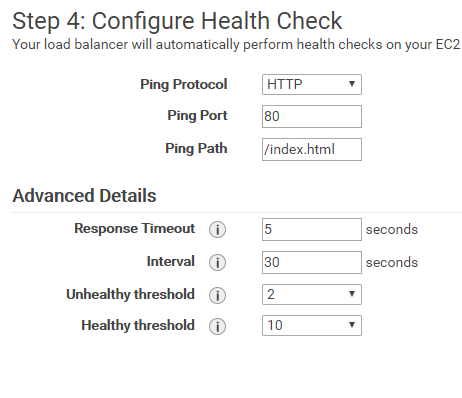 Step 4: Configure Health Check
Your load balancer will automatically perform health checks on your EC2
Ping Protocol HTTP
Ping Port 80
Ping Path /index.html
Advanced Details
Response Timeout i 5 seconds
Interval i 30 seconds
Unhealthy threshold i 2
Healthy threshold i 10